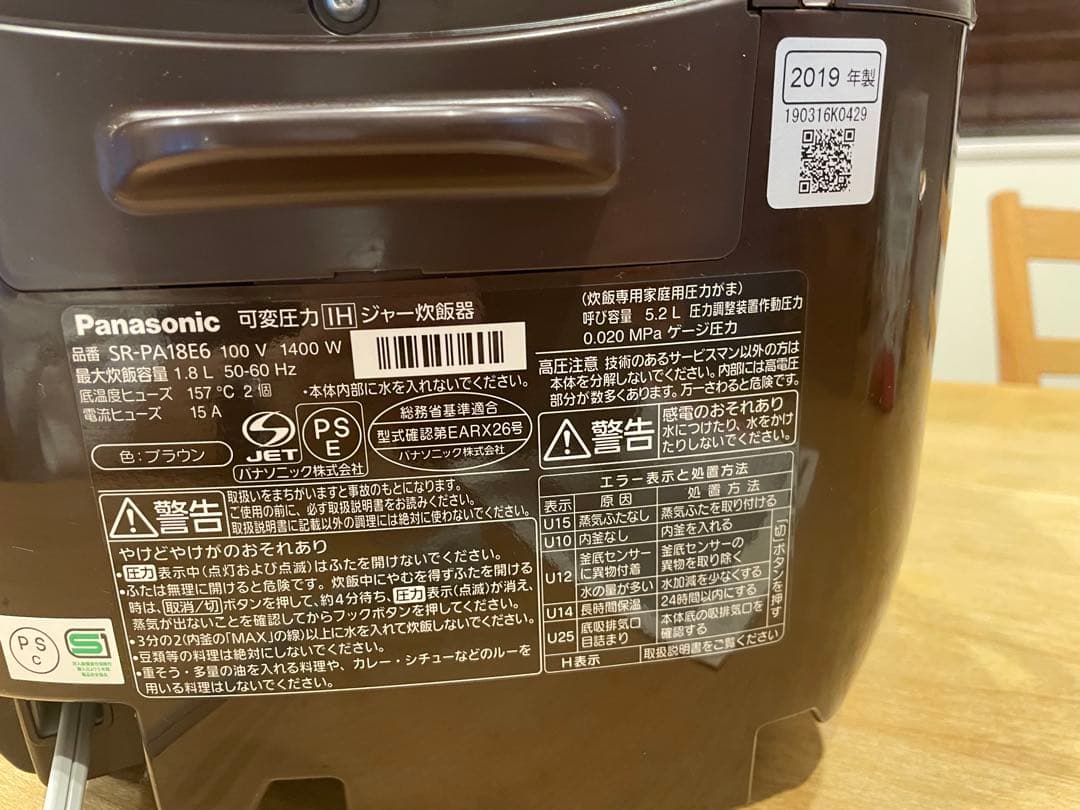 2019 年製
190316K0429
Panasonic 可変圧力 IH ジャー炊飯器
品番 SR-PA18E6 100 V 1400 W
最大炊飯容量 1.8 L 50-60 Hz
底温度ヒューズ 157 ℃ 2個
電流ヒューズ 15 A
・本体内部に水を入れないでください。
色:ブラウン
JET
PS
E
パナソニック株式会社
総務省基準適合
型式確認第EARX26号
パナソニック株式会社
(炊飯専用家庭用圧力がま)
呼び容量 5.2 L 圧力調整装置作動圧力
0.020 MPa ゲージ圧力
高圧注意 技術のあるサービスマン以外の方は
本体を分解しないでください。内部には高電圧
部分が数多くあります。万一さわると危険です。
警告
感電のおそれあり
水につけたり、水をかけ
たりしないでください。
警告
取扱いをまちがいますと事故のもとになります。
ご使用の前に、必ず取扱説明書をお読みください。
取扱説明書に記載以外の調理には絶対に使わないでください。
やけどやけがのおそれあり
・圧力表示中(点灯および点滅)はふたを開けないでください。
・ふたは無理に開けると危険です。炊飯中にやむを得ずふたを開ける
時は、取消/切ボタンを押して、約4分待ち、圧力表示(点滅)が消え、
蒸気が出ないことを確認してからフックボタンを押してください。
・3分の2(内釜の「MAX」の線)以上に水を入れて炊飯しないでください。
・豆類等の料理は絶対にしないでください。
・重そう・多量の油を入れる料理や、カレー・シチューなどのルーを
用いる料理はしないでください。
エラー表示と処置方法
表示 原因 処置方法
U15 蒸気ふたなし 蒸気ふたを取り付ける
U10 内釜なし 内釜を入れる
U12 釜底センサー
に異物付着 釜底センサーの
異物を取り除く
水の量が多い 水加減を少なくする
U14 長時間保温 24時間以内にする
U25 底吸排気口
目詰まり 本体底の吸排気口を
確認する
切ボタンを押す
H表示 取扱説明書をご覧ください
PS
C